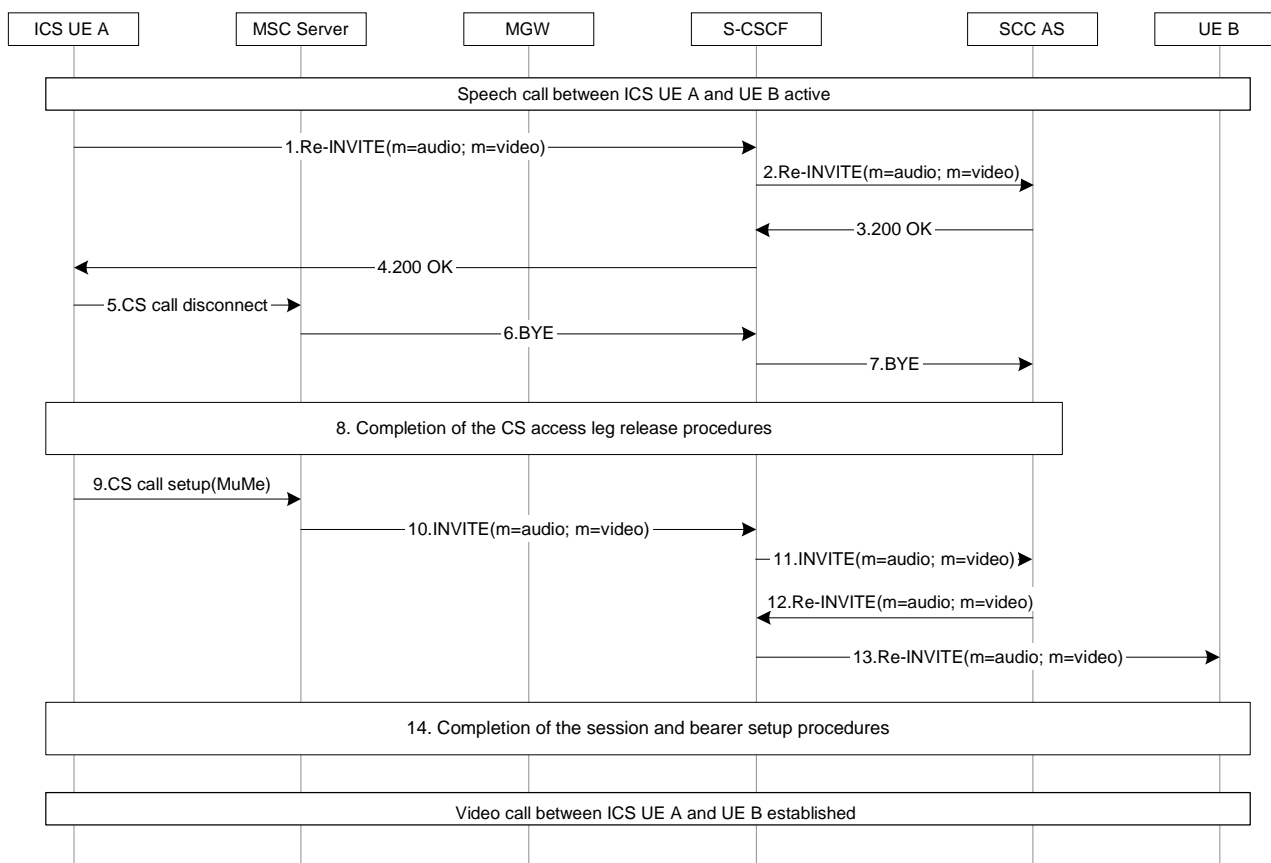 ICS UE A
MSC Server
MGW
S-CSCF
SCC AS
UE B
Speech call between ICS UE A and UE B active
1.Re-INVITE(m=audio; m=video)
2.Re-INVITE(m=audio; m=video)
3.200 OK
4.200 OK
5.CS call disconnect
6.BYE
7.BYE
8. Completion of the CS access leg release procedures
9.CS call setup(MuMe)
10.INVITE(m=audio; m=video)
11.INVITE(m=audio; m=video)
12.Re-INVITE(m=audio; m=video)
13.Re-INVITE(m=audio; m=video)
14. Completion of the session and bearer setup procedures
Video call between ICS UE A and UE B established